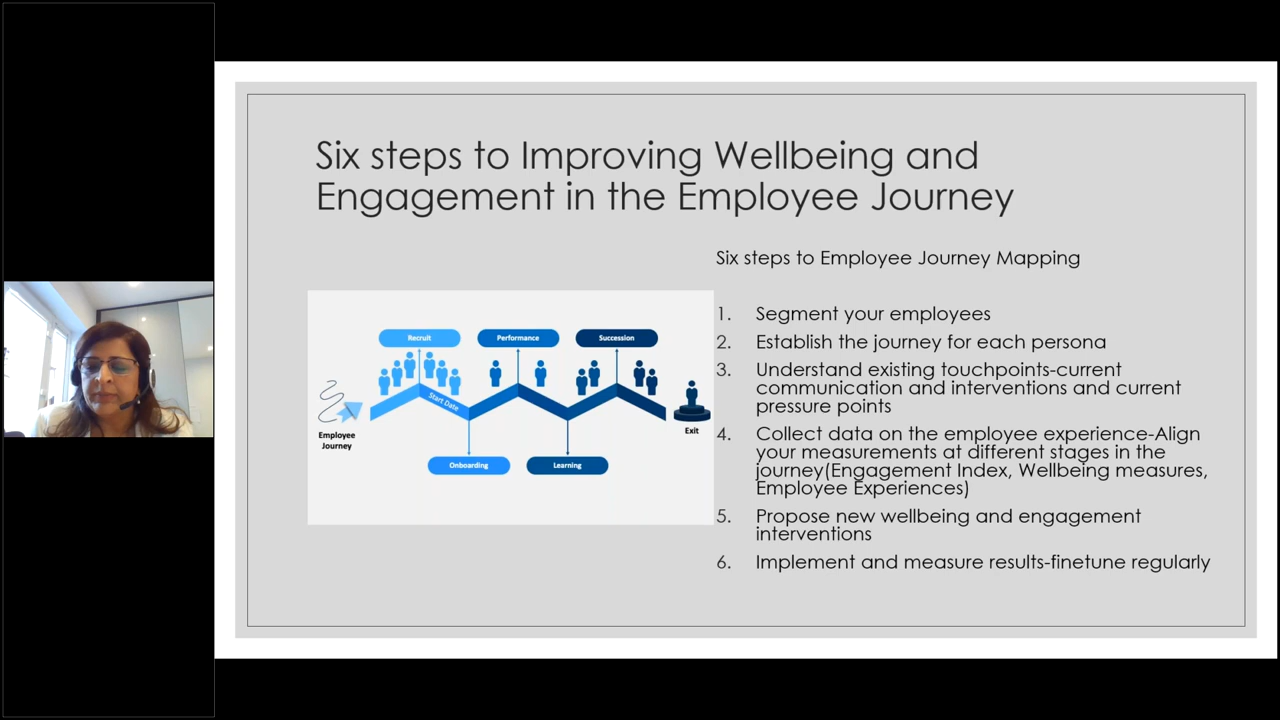 Six steps to Improving Wellbeing and
Engagement in the Employee Journey
Six steps to Employee Journey Mapping
Recruit
Performance
Succession
Start Date
Employee
Journey
Exit
Onboarding
Learning
1. Segment your employees
2. Establish the journey for each persona
3. Understand existing touchpoints-current
communication and interventions and current
pressure points
4. Collect data on the employee experience-Align
your measurements at different stages in the
journey(Engagement Index, Wellbeing measures,
Employee Experiences)
5. Propose new wellbeing and engagement
interventions
6. Implement and measure results-finetune regularly